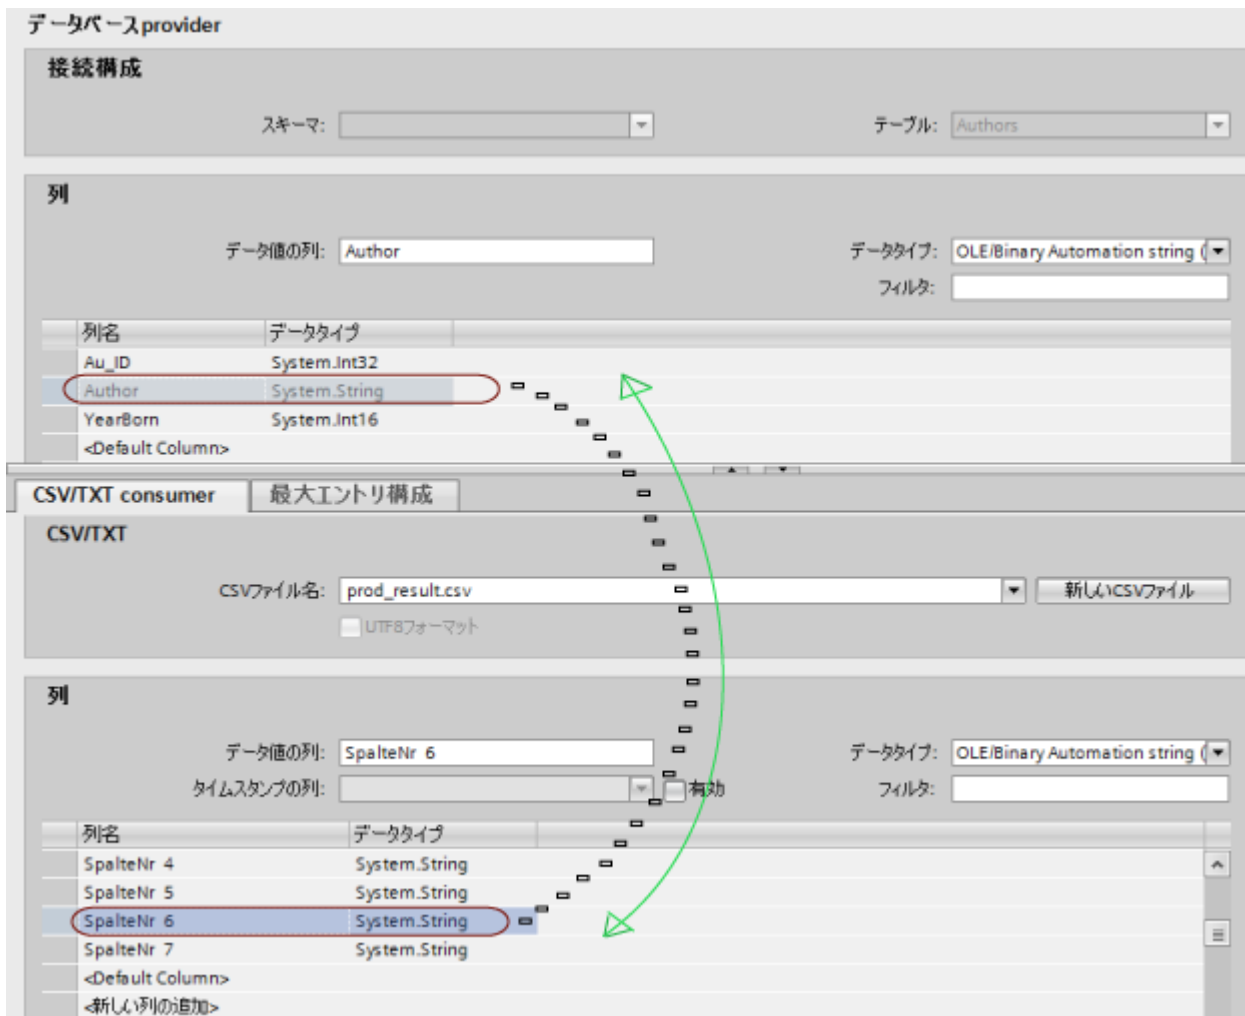 データベースprovider
接続構成
スキーマ: テーブル: Authors
列
データ値の列: Author データタイプ: OLE/Binary Automation string (
フィルタ:
列名 データタイプ
Au_ID System.Int32
Author System.String
YearBorn System.Int16
<Default Column>
CSV/TXT consumer 最大エントリ構成
CSV/TXT
CSVファイル名: prod_result.csv 新しいCSVファイル
UTF8フォーマット
列
データ値の列: SpalteNr 6 データタイプ: OLE/Binary Automation string (
タイムスタンプの列: 有効 フィルタ:
列名 データタイプ
SpalteNr 4 System.String
SpalteNr 5 System.String
SpalteNr 6 System.String
SpalteNr 7 System.String
<Default Column>
<新しい列の追加>